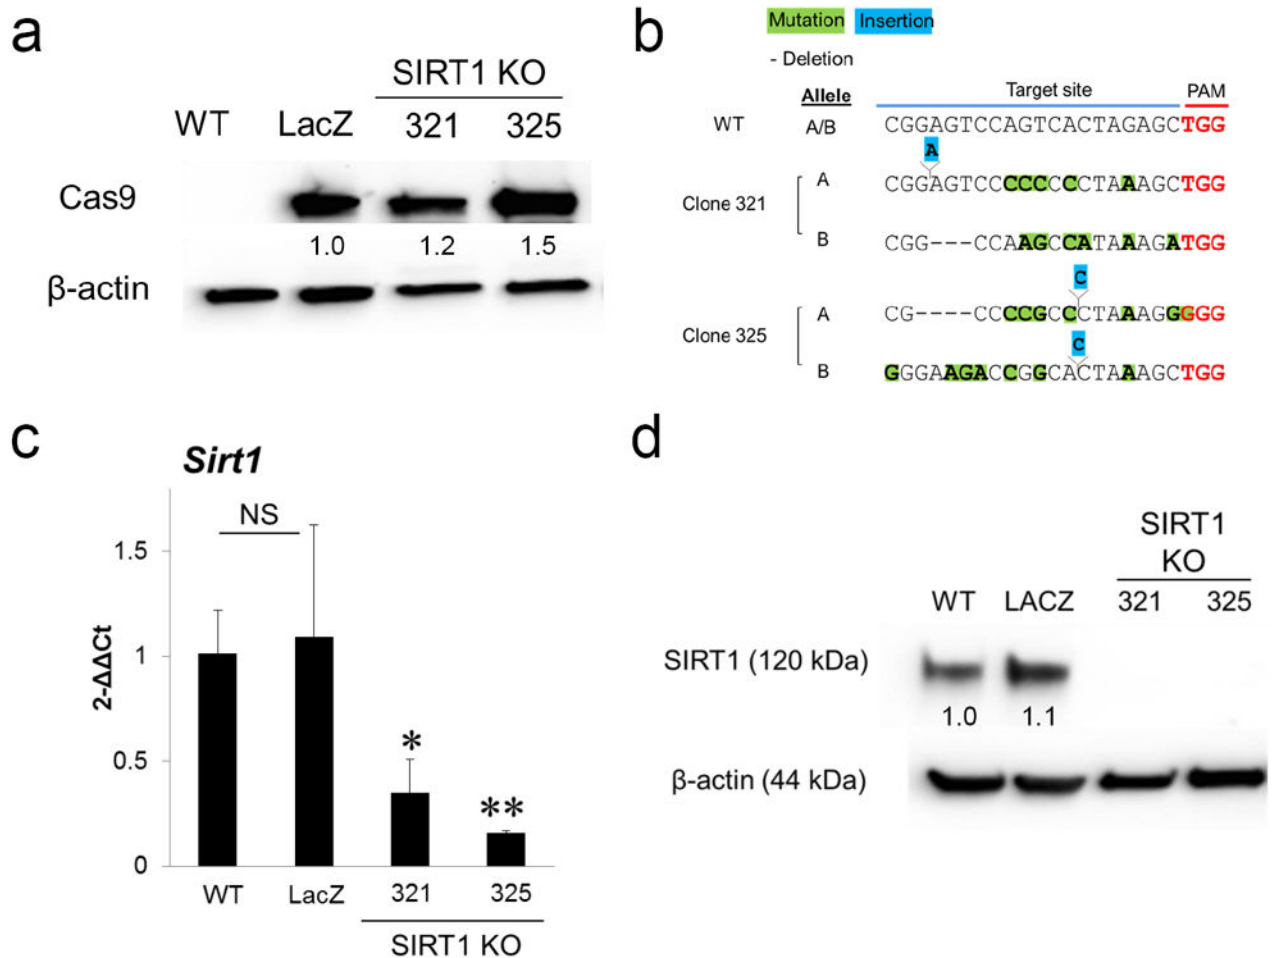 a
SIRT1 KO
WT LacZ 321 325
Cas9
1.0 1.2 1.5
β-actin
b
Mutation Insertion
- Deletion
Allele Target site PAM
WT A/B CGGAGTCCAGTCACTAGAGCTGG
A
Clone 321
A CGGAGTCCCCCCCCTAAAGCTGG
B CGG---CCAAGCCATAAAGATGG
C
Clone 325
A CG----CCCCGCCCTAAAGGGGG
C
B GGGAAGACCGGCACTAAAGCTGG
c
Sirt1
NS
2-ΔΔCt
1.5
1
0.5
0
*
**
WT LacZ 321 325
SIRT1 KO
d
SIRT1
KO
WT LACZ 321 325
SIRT1 (120 kDa)
1.0 1.1
β-actin (44 kDa)